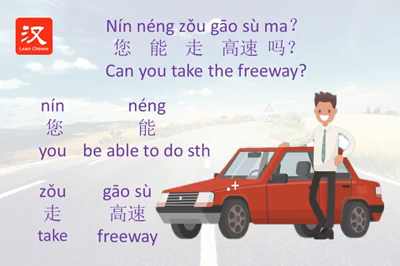 汉
Learn Chinese
Nín néng zǒu gāo sù ma?
您 能 走 高速 吗?
Can you take the freeway?
nín néng
您 能
you be able to do sth
zǒu gāo sù
走 高速
take freeway